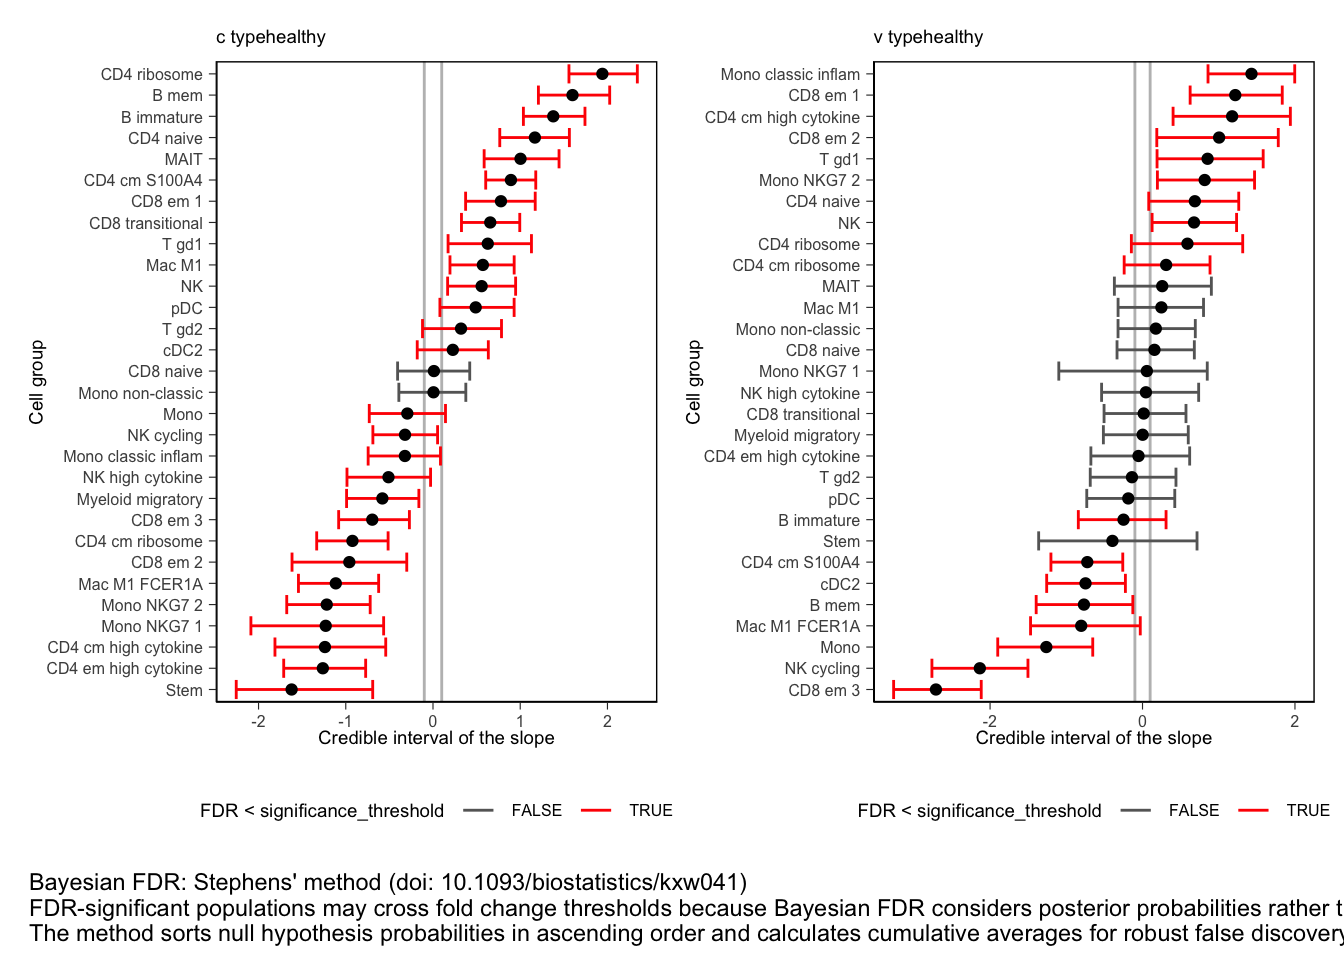 c typehealthy
CD4 ribosome
B mem
B immature
CD4 naive
MAIT
CD4 cm S100A4
CD8 em 1
CD8 transitional
T gd1
Mac M1
NK
pDC
T gd2
cDC2
CD8 naive
Mono non-classic
Mono
NK cycling
Mono classic inflam
NK high cytokine
Myeloid migratory
CD8 em 3
CD4 cm ribosome
CD8 em 2
Mac M1 FCER1A
Mono NKG7 2
Mono NKG7 1
CD4 cm high cytokine
CD4 em high cytokine
Stem
Cell group
-2 -1 0 1 2
Credible interval of the slope
FDR < significance_threshold FALSE TRUE
v typehealthy
Mono classic inflam
CD8 em 1
CD4 cm high cytokine
CD8 em 2
T gd1
Mono NKG7 2
CD4 naive
NK
CD4 ribosome
CD4 cm ribosome
MAIT
Mac M1
Mono non-classic
CD8 naive
Mono NKG7 1
NK high cytokine
CD8 transitional
Myeloid migratory
CD4 em high cytokine
T gd2
pDC
B immature
Stem
CD4 cm S100A4
cDC2
B mem
Mac M1 FCER1A
Mono
NK cycling
CD8 em 3
Cell group
-2 0 2
Credible interval of the slope
FDR < significance_threshold FALSE TRUE
Bayesian FDR: Stephens' method (doi: 10.1093/biostatistics/kxw041)
FDR-significant populations may cross fold change thresholds because Bayesian FDR considers posterior probabilities rather t
The method sorts null hypothesis probabilities in ascending order and calculates cumulative averages for robust false discovery